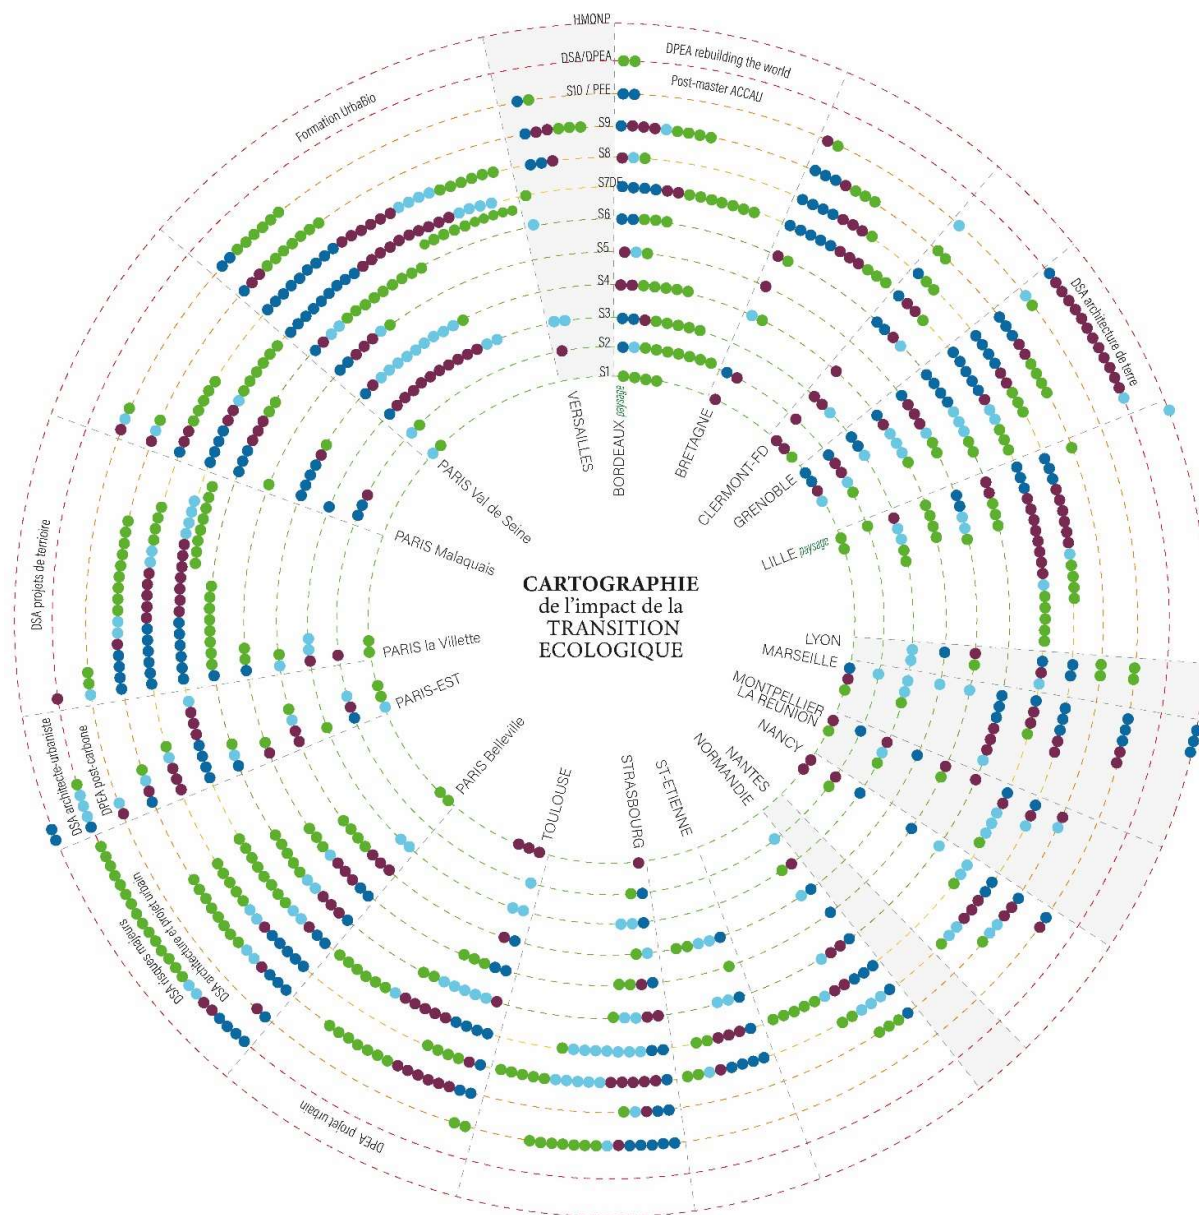 HMONP
DSA/DPEA
DPEA rebuilding the world
S10 / PEE
Post-master ACCAU
S9
S8
S7DE
S6
S5
S4
S3
S2
S1
Formation UrbaBio
DSA architecture de terre
DSA projets de terrioire
DSA architecte-urbaniste
DPEA post-carbone
DSA architecture et projet urbain
DSA risques majeurs
DPEA projet urbain
VERSAILLES
BORDEAUX paysage
BRETAGNE
CLERMONT-FD
GRENOBLE
LILLE paysage
LYON
MARSEILLE
MONTPELLIER
LA REUNION
NANCY
NANTES
NORMANDIE
ST-ETIENNE
STRASBOURG
TOULOUSE
PARIS Belleville
PARIS-EST
PARIS la Villette
PARIS Malaquais
PARIS Val de Seine
CARTOGRAPHIE
de l'impact de la
TRANSITION
ECOLOGIQUE